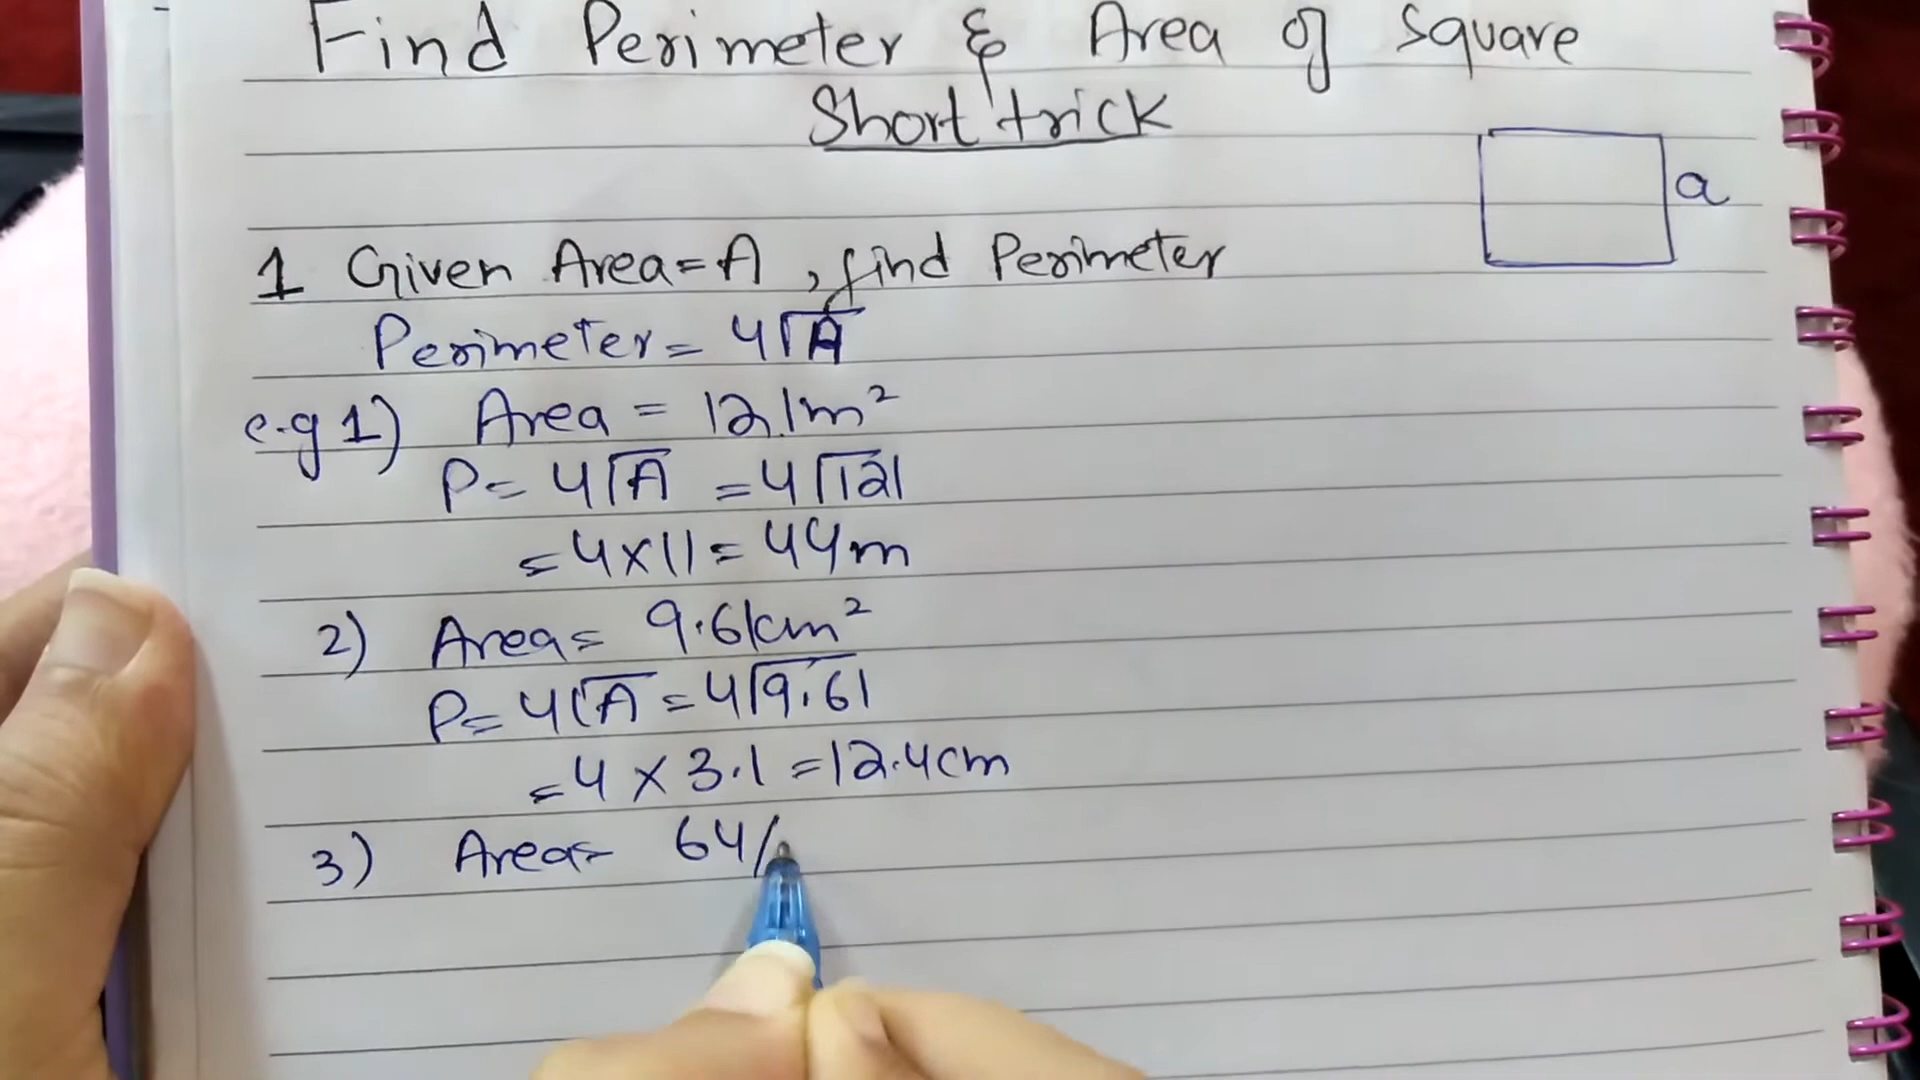 Find Perimeter & Area of Square
Short trick
a
1 Given Area = A , find Perimeter
Perimeter = 4√A
e.g 1) Area = 121m²
P = 4√A = 4√121
= 4×11 = 44m
2) Area = 9.61cm²
P = 4√A = 4√9.61
= 4 × 3.1 = 12.4cm
3) Area = 64/